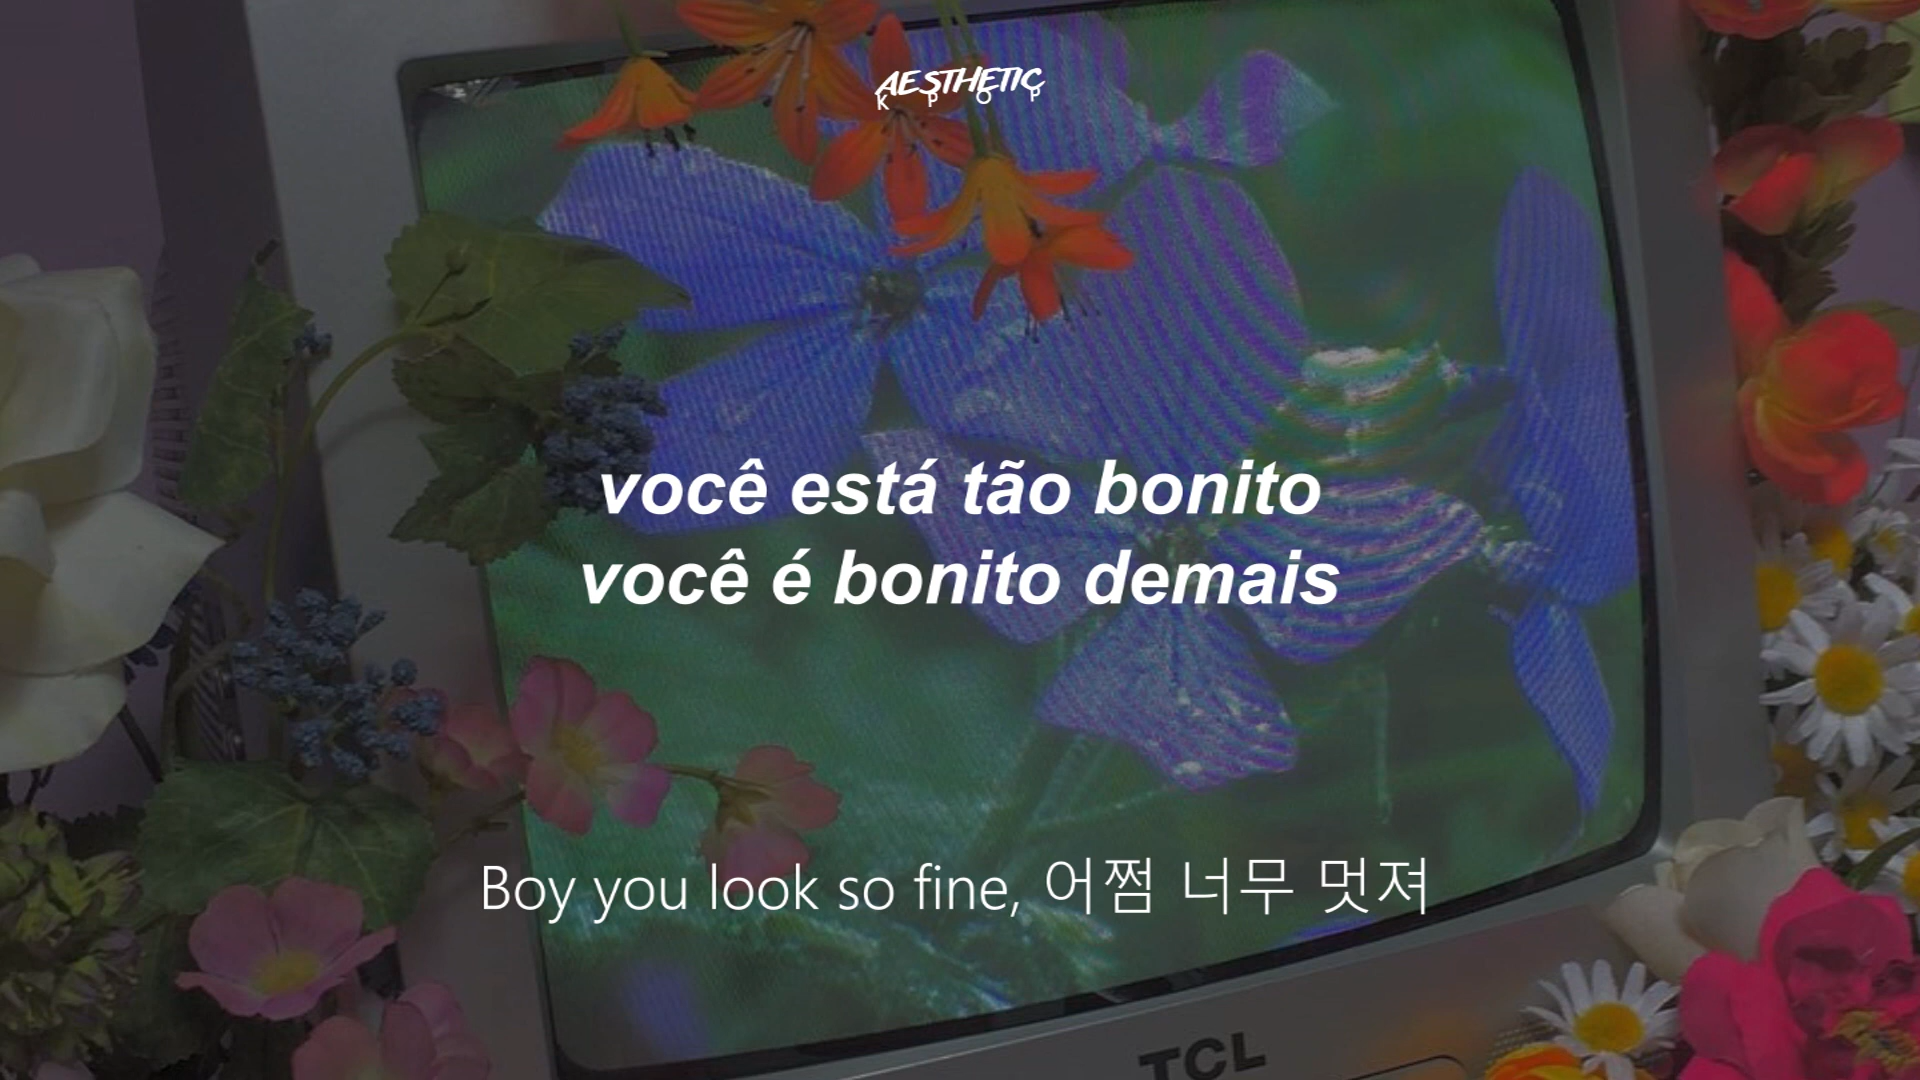 AESTHETIC
K P O P
você está tão bonito
você é bonito demais
Boy you look so fine, 어쩜 너무 멋져
TCL